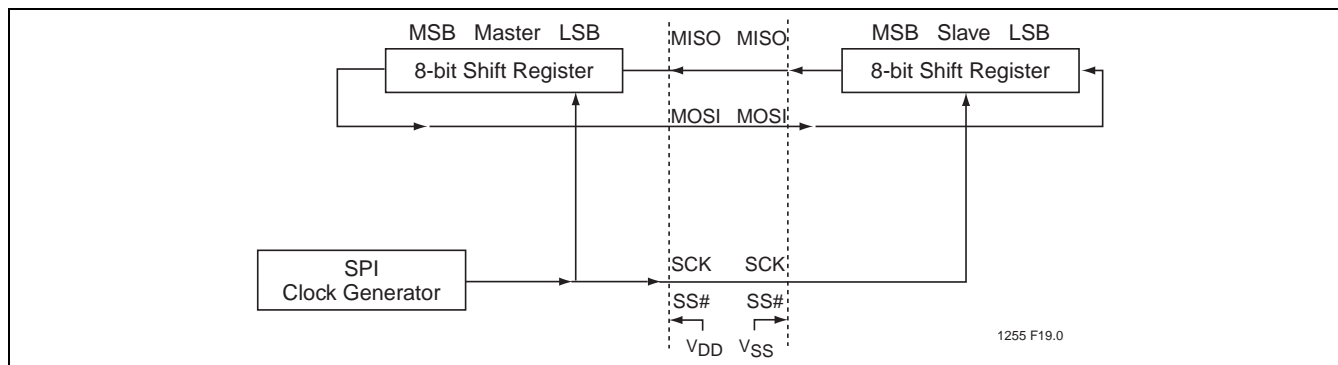 MSB Master LSB
MISO MISO
MSB Slave LSB
8-bit Shift Register
8-bit Shift Register
MOSI MOSI
SPI
Clock Generator
SCK SCK
SS# SS#
VDD VSS
1255 F19.0